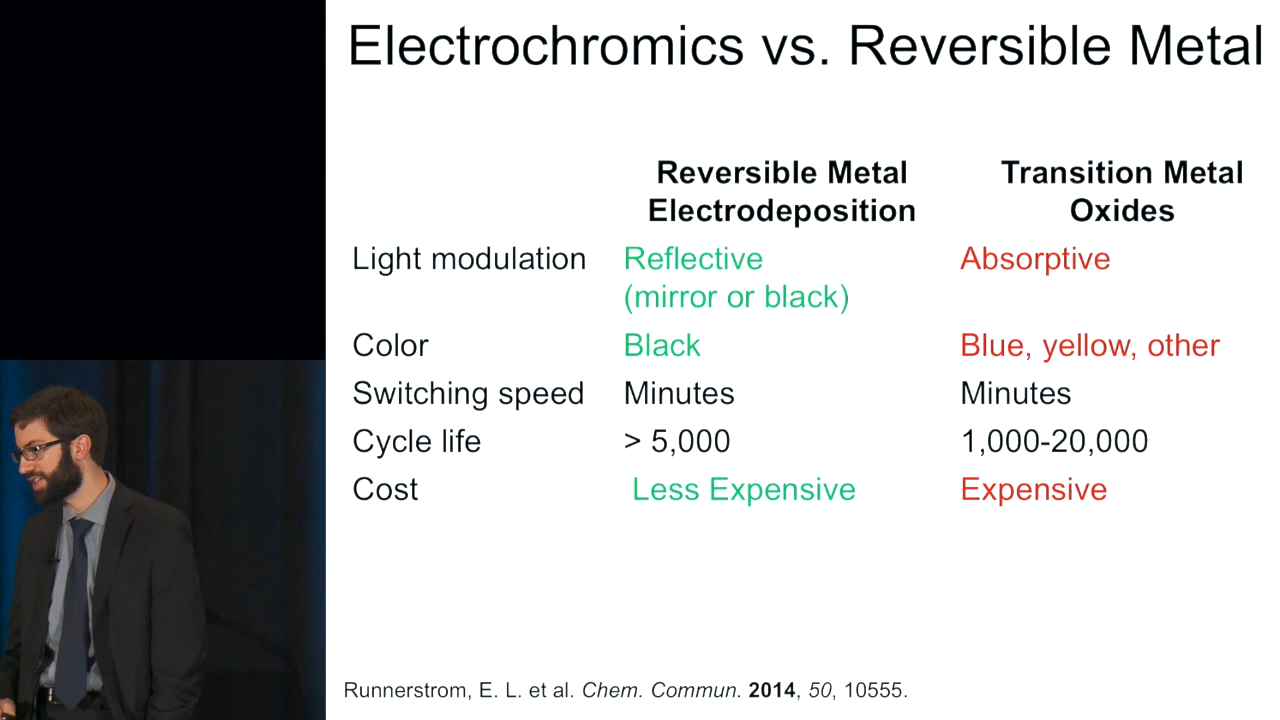 Electrochromics vs. Reversible Metal
Reversible Metal Electrodeposition
Transition Metal Oxides
Light modulation Reflective (mirror or black) Absorptive
Color Black Blue, yellow, other
Switching speed Minutes Minutes
Cycle life > 5,000 1,000-20,000
Cost Less Expensive Expensive
Runnerstrom, E. L. et al. Chem. Commun. 2014, 50, 10555.